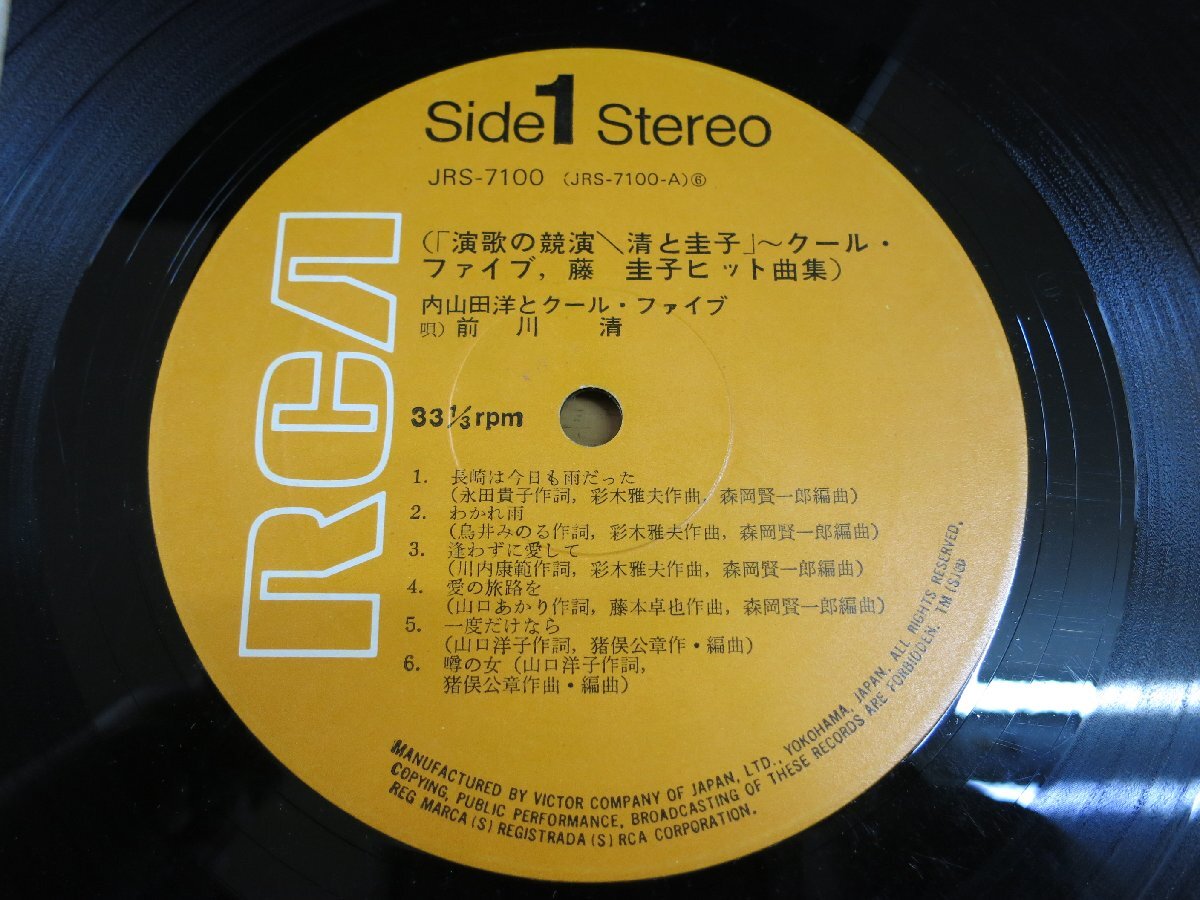 Side 1 Stereo
JRS-7100 (JRS-7100-A)⑥
(「演歌の競演＼清と圭子」～クール・
ファイブ, 藤 圭子ヒット曲集)
内山田洋とクール・ファイブ
唄) 前川 清
RCA
33 1/3 rpm
1. 長崎は今日も雨だった
(永田貴子作詞, 彩木雅夫作曲, 森岡賢一郎編曲)
2. わかれ雨
(鳥井みのる作詞, 彩木雅夫作曲, 森岡賢一郎編曲)
3. 逢わずに愛して
(川内康範作詞, 彩木雅夫作曲, 森岡賢一郎編曲)
4. 愛の旅路を
(山口あかり作詞, 藤本卓也作曲, 森岡賢一郎編曲)
5. 一度だけなら
(山口洋子作詞, 猪俣公章作・編曲)
6. 噂の女 (山口洋子作詞,
猪俣公章作曲・編曲)
MANUFACTURED BY VICTOR COMPANY OF JAPAN, LTD., YOKOHAMA, JAPAN. ALL RIGHTS RESERVED.
COPYING, PUBLIC PERFORMANCE, BROADCASTING OF THESE RECORDS ARE FORBIDDEN. TM(S)®
REG MARCA(S) REGISTRADA(S) RCA CORPORATION.